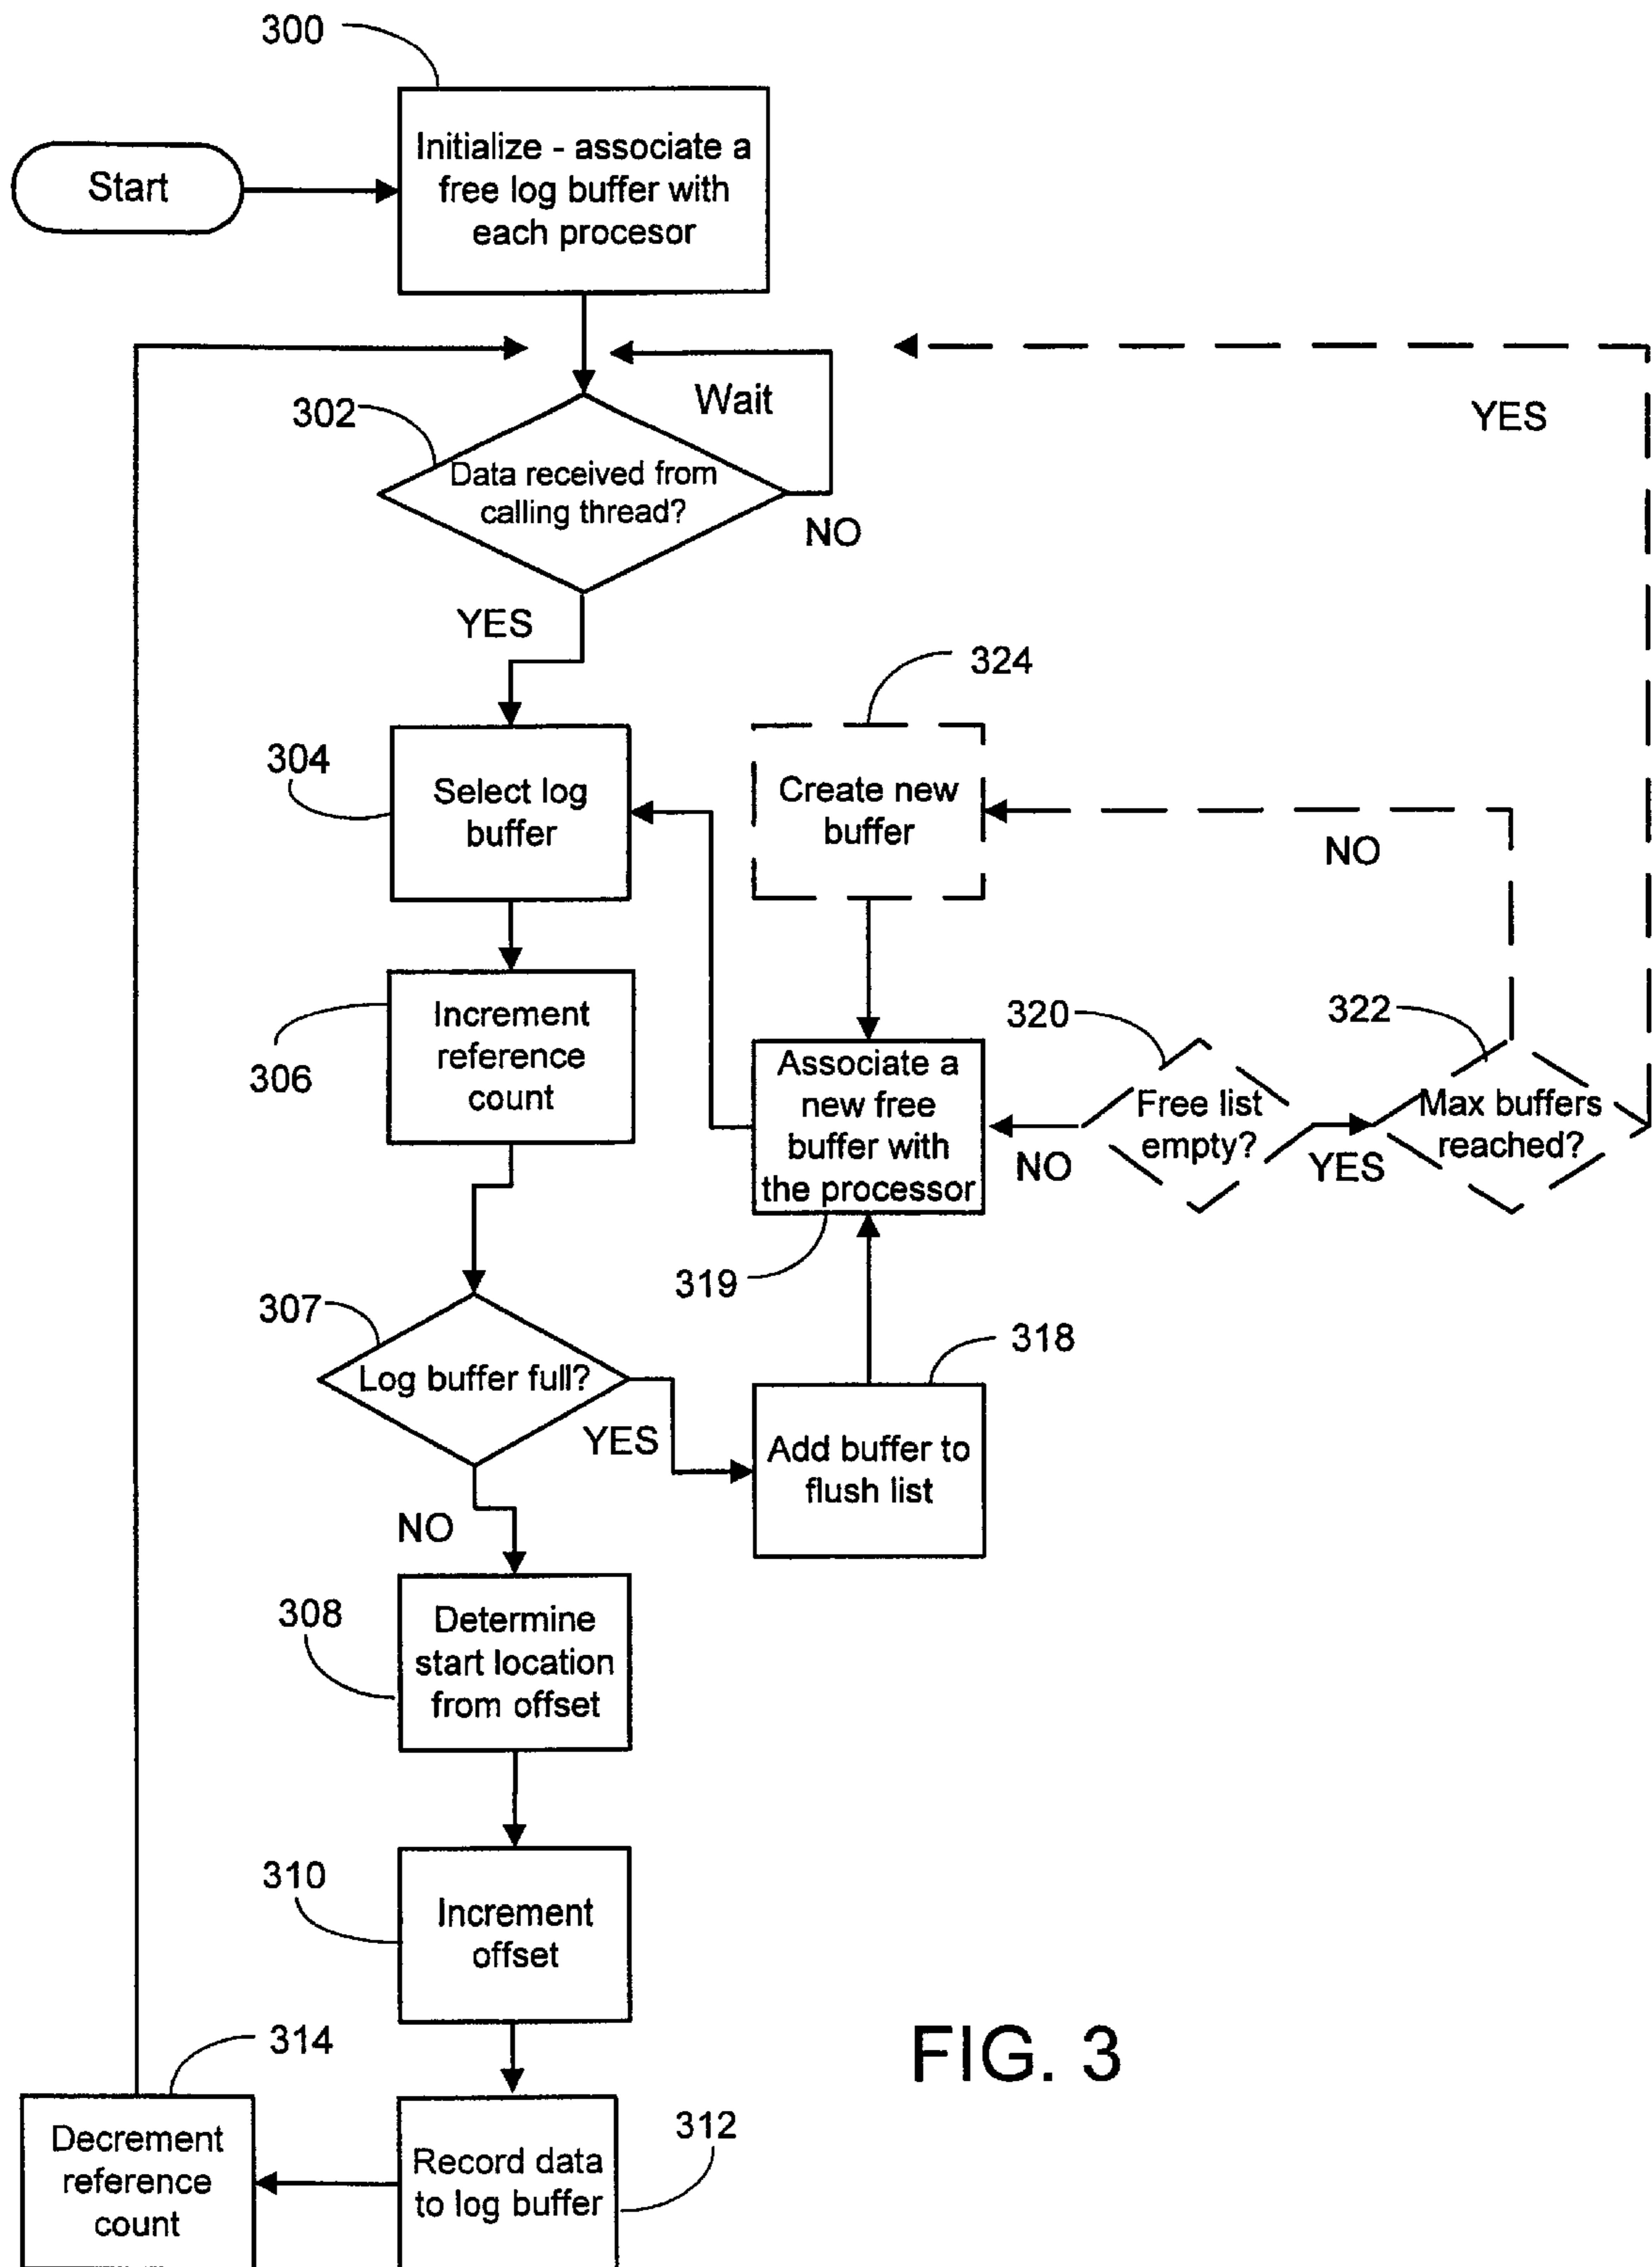 300
Start
Initialize - associate a
free log buffer with
each procesor
302
Wait
YES
Data received from
calling thread?
NO
YES
324
304
Select log
buffer
Create new
buffer
NO
306
Increment
reference
count
320
322
Associate a
new free
buffer with
the processor
Free list
empty?
Max buffers
reached?
NO
YES
319
307
Log buffer full?
YES
318
Add buffer to
flush list
NO
308
Determine
start location
from offset
310
Increment
offset
FIG. 3
314
Decrement
reference
count
312
Record data
to log buffer